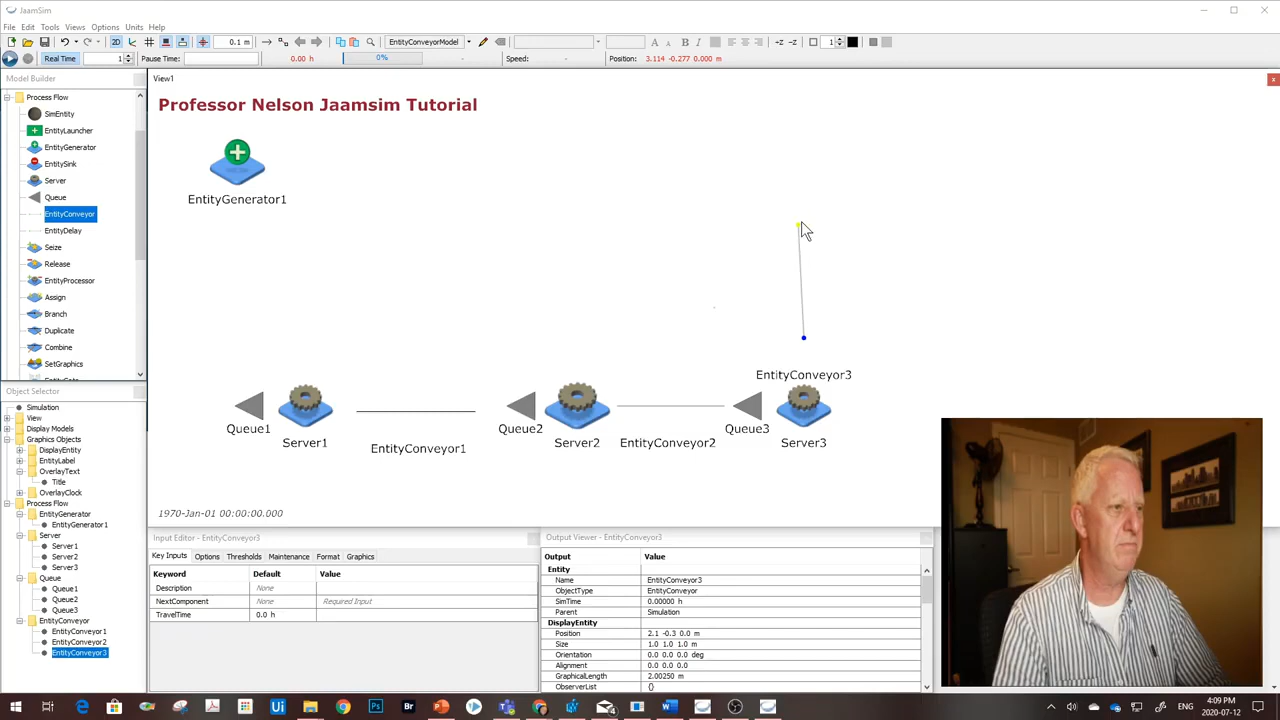 JaamSim
File Edit Tools Views Options Units Help
2D 0.1 m EntityConveyorModel A A B I +Z -Z 1
Real Time 1 Pause Time: 0.00 h 0% - Speed: - Position: 3.114 -0.277 0.000 m
Model Builder
Process Flow
SimEntity
EntityLauncher
EntityGenerator
EntitySink
Server
Queue
EntityConveyor
EntityDelay
Seize
Release
EntityProcessor
Assign
Branch
Duplicate
Combine
SetGraphics
View1
Professor Nelson Jaamsim Tutorial
EntityGenerator1
EntityConveyor3
Queue1 Server1 EntityConveyor1 Queue2 Server2 EntityConveyor2 Queue3 Server3
1970-Jan-01 00:00:00.000
Object Selector
Simulation
View
Display Models
Graphics Objects
DisplayEntity
EntityLabel
OverlayText
Title
OverlayClock
Process Flow
EntityGenerator
EntityGenerator1
Server
Server1
Server2
Server3
Queue
Queue1
Queue2
Queue3
EntityConveyor
EntityConveyor1
EntityConveyor2
EntityConveyor3
Input Editor - EntityConveyor3
Key Inputs Options Thresholds Maintenance Format Graphics
Keyword Default Value
Description None
NextComponent None Required Input
TravelTime 0.0 h
Output Viewer - EntityConveyor3
Output Value
Entity
Name EntityConveyor3
ObjectType EntityConveyor
SimTime 0.00000 h
Parent Simulation
DisplayEntity
Position 2.1 -0.3 0.0 m
Size 1.0 1.0 1.0 m
Orientation 0.0 0.0 0.0 deg
Alignment 0.0 0.0 0.0
GraphicalLength 2.00250 m
ObserverList {}
Ui Ps Br
4:09 PM
2020-07-12